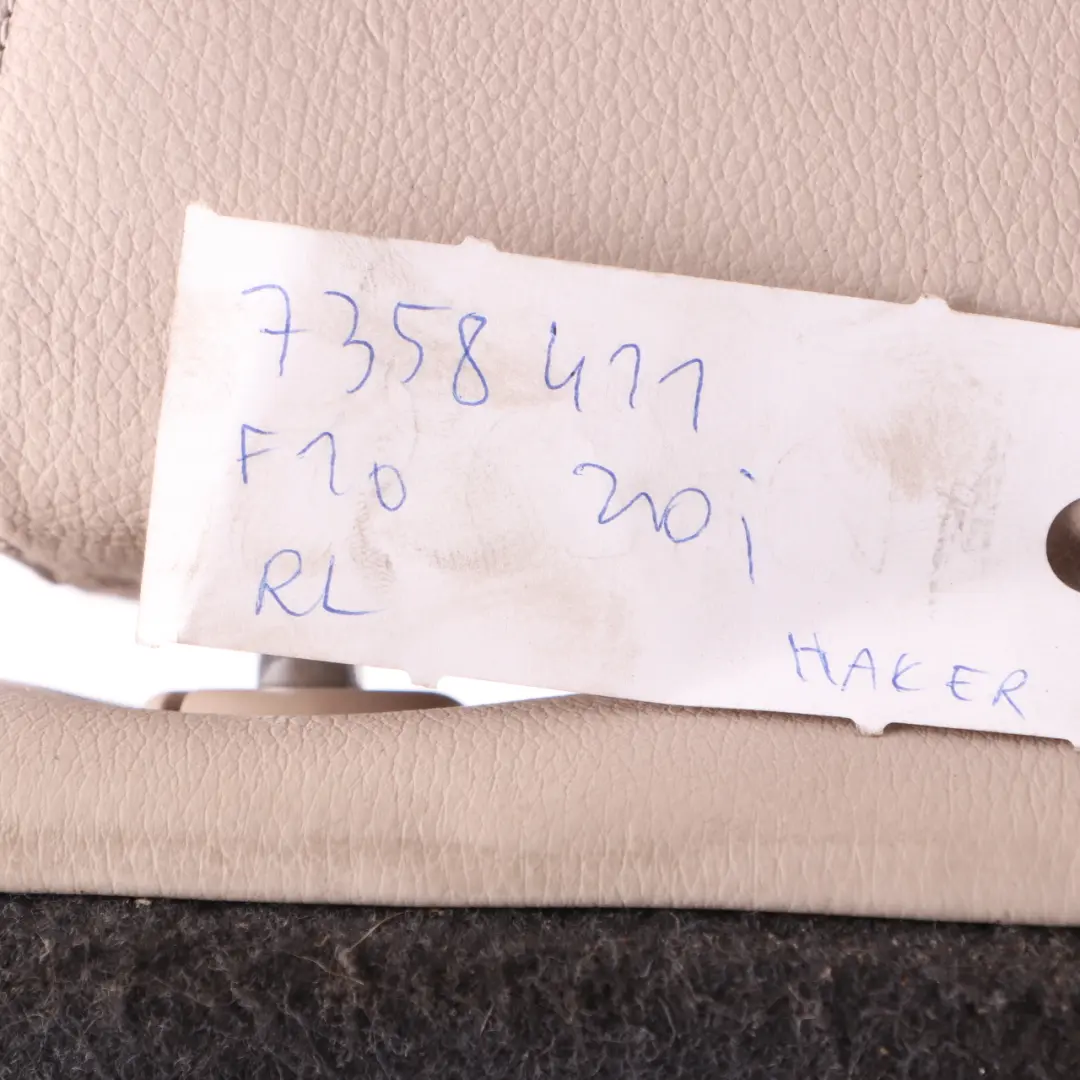 7358411
F10 20i
RL
HAKER